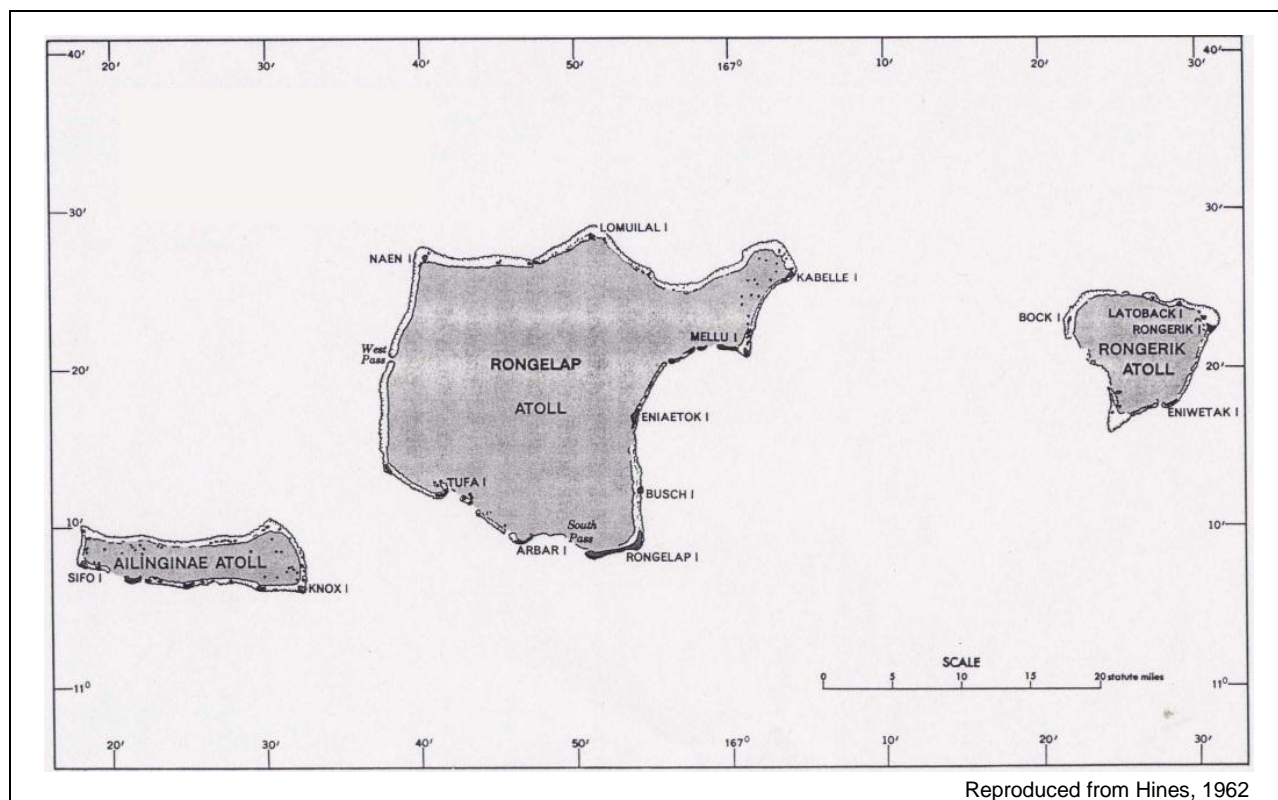 20′ 30′ 40′ 50′ 167° 10′ 20′ 30′
40′ 40′
30′ 30′
LOMUILAL I
NAEN I
KABELLE I
BOCK I
LATOBACK I
RONGERIK I
RONGERIK
ATOLL
MELLU I
West
Pass
RONGELAP
ATOLL
20′ 20′
ENIAETOK I
ENIWETAK I
TUFA I
BUSCH I
10′ 10′
South
Pass
ARBAR I
RONGELAP I
AILINGINAE ATOLL
SIFO I
KNOX I
SCALE
0 5 10 15 20 statute miles
11⁰ 11⁰
20′ 30′ 40′ 50′ 167° 10′ 20′ 30′
Reproduced from Hines, 1962